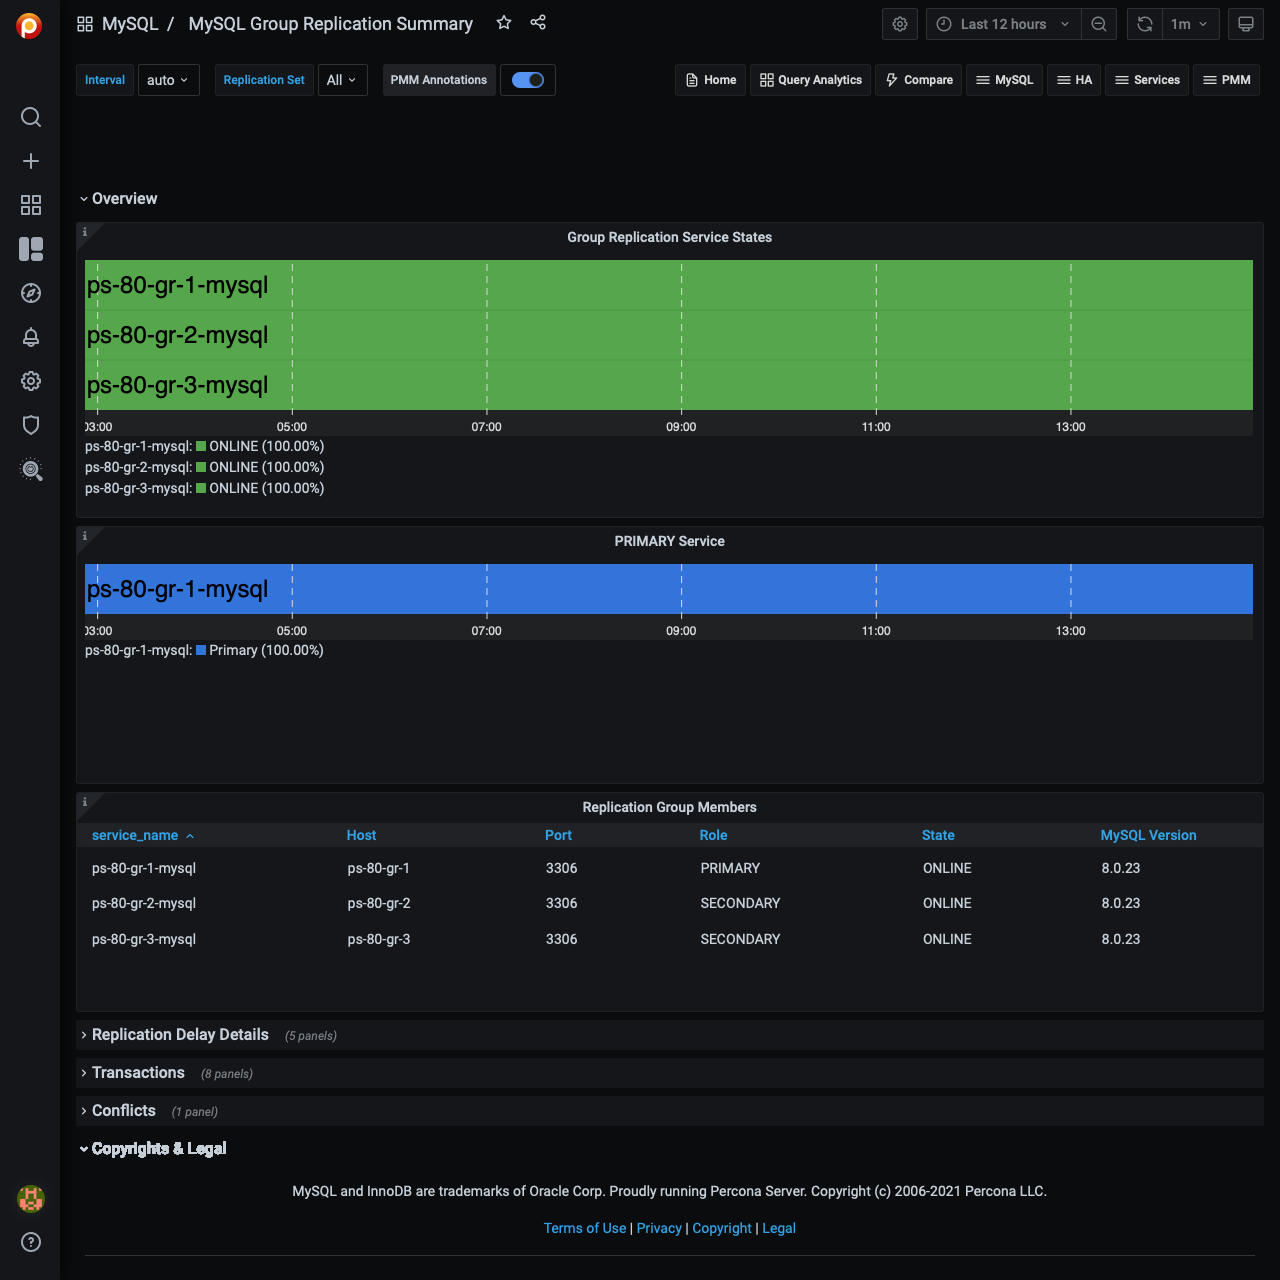 MySQL / MySQL Group Replication Summary
Last 12 hours
1m
Interval auto Replication Set All PMM Annotations
Home Query Analytics Compare MySQL HA Services PMM
Overview
Group Replication Service States
ps-80-gr-1-mysql
ps-80-gr-2-mysql
ps-80-gr-3-mysql
03:00 05:00 07:00 09:00 11:00 13:00
ps-80-gr-1-mysql: ONLINE (100.00%)
ps-80-gr-2-mysql: ONLINE (100.00%)
ps-80-gr-3-mysql: ONLINE (100.00%)
PRIMARY Service
ps-80-gr-1-mysql
03:00 05:00 07:00 09:00 11:00 13:00
ps-80-gr-1-mysql: Primary (100.00%)
Replication Group Members
service_name Host Port Role State MySQL Version
ps-80-gr-1-mysql ps-80-gr-1 3306 PRIMARY ONLINE 8.0.23
ps-80-gr-2-mysql ps-80-gr-2 3306 SECONDARY ONLINE 8.0.23
ps-80-gr-3-mysql ps-80-gr-3 3306 SECONDARY ONLINE 8.0.23
Replication Delay Details (5 panels)
Transactions (8 panels)
Conflicts (1 panel)
Copyrights & Legal
MySQL and InnoDB are trademarks of Oracle Corp. Proudly running Percona Server. Copyright (c) 2006-2021 Percona LLC.
Terms of Use | Privacy | Copyright | Legal